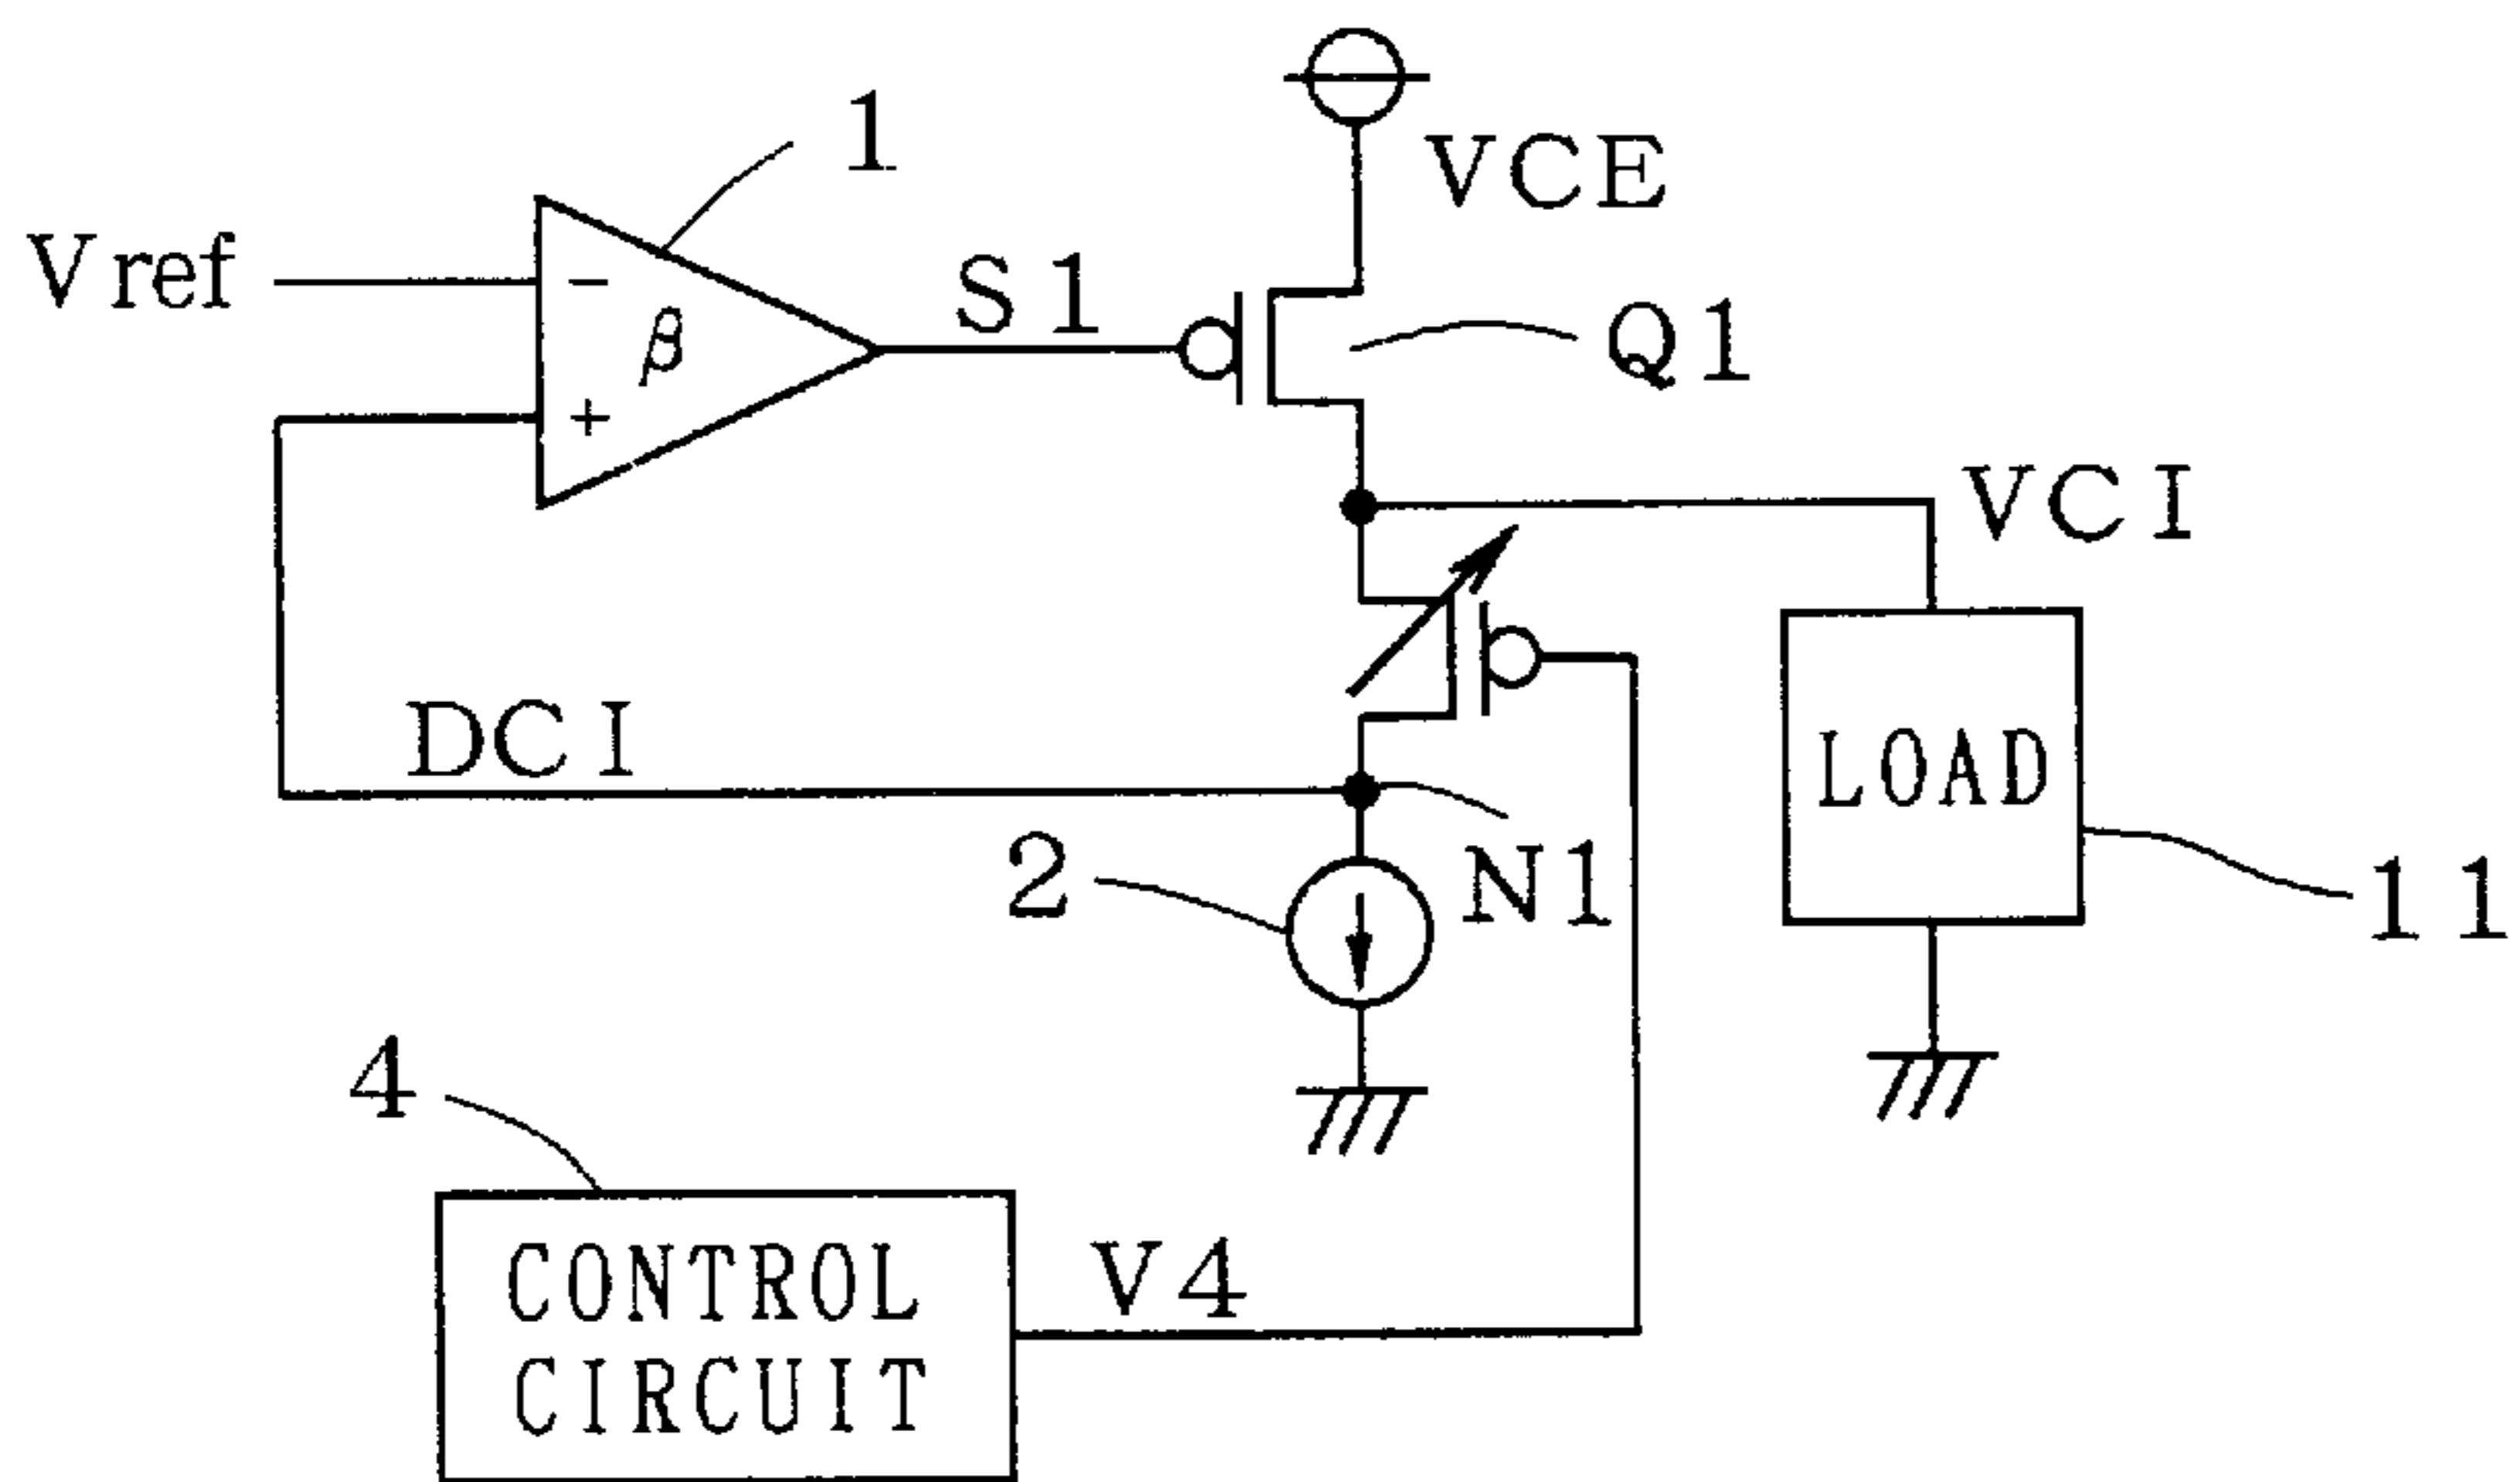 1
VCE
Vref
−
β
+
S1
Q1
VCI
DCI
LOAD
2
N1
11
4
CONTROL
CIRCUIT
V4